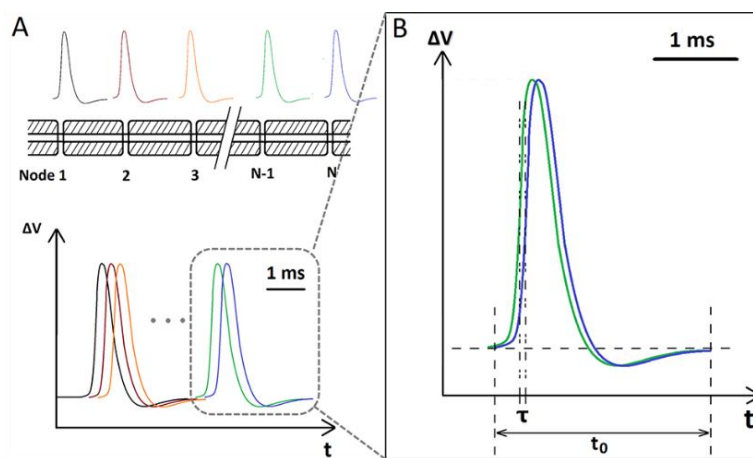 A
Node 1 2 3 N-1 N
ΔV
1 ms
t
B
ΔV
1 ms
τ
t
t₀